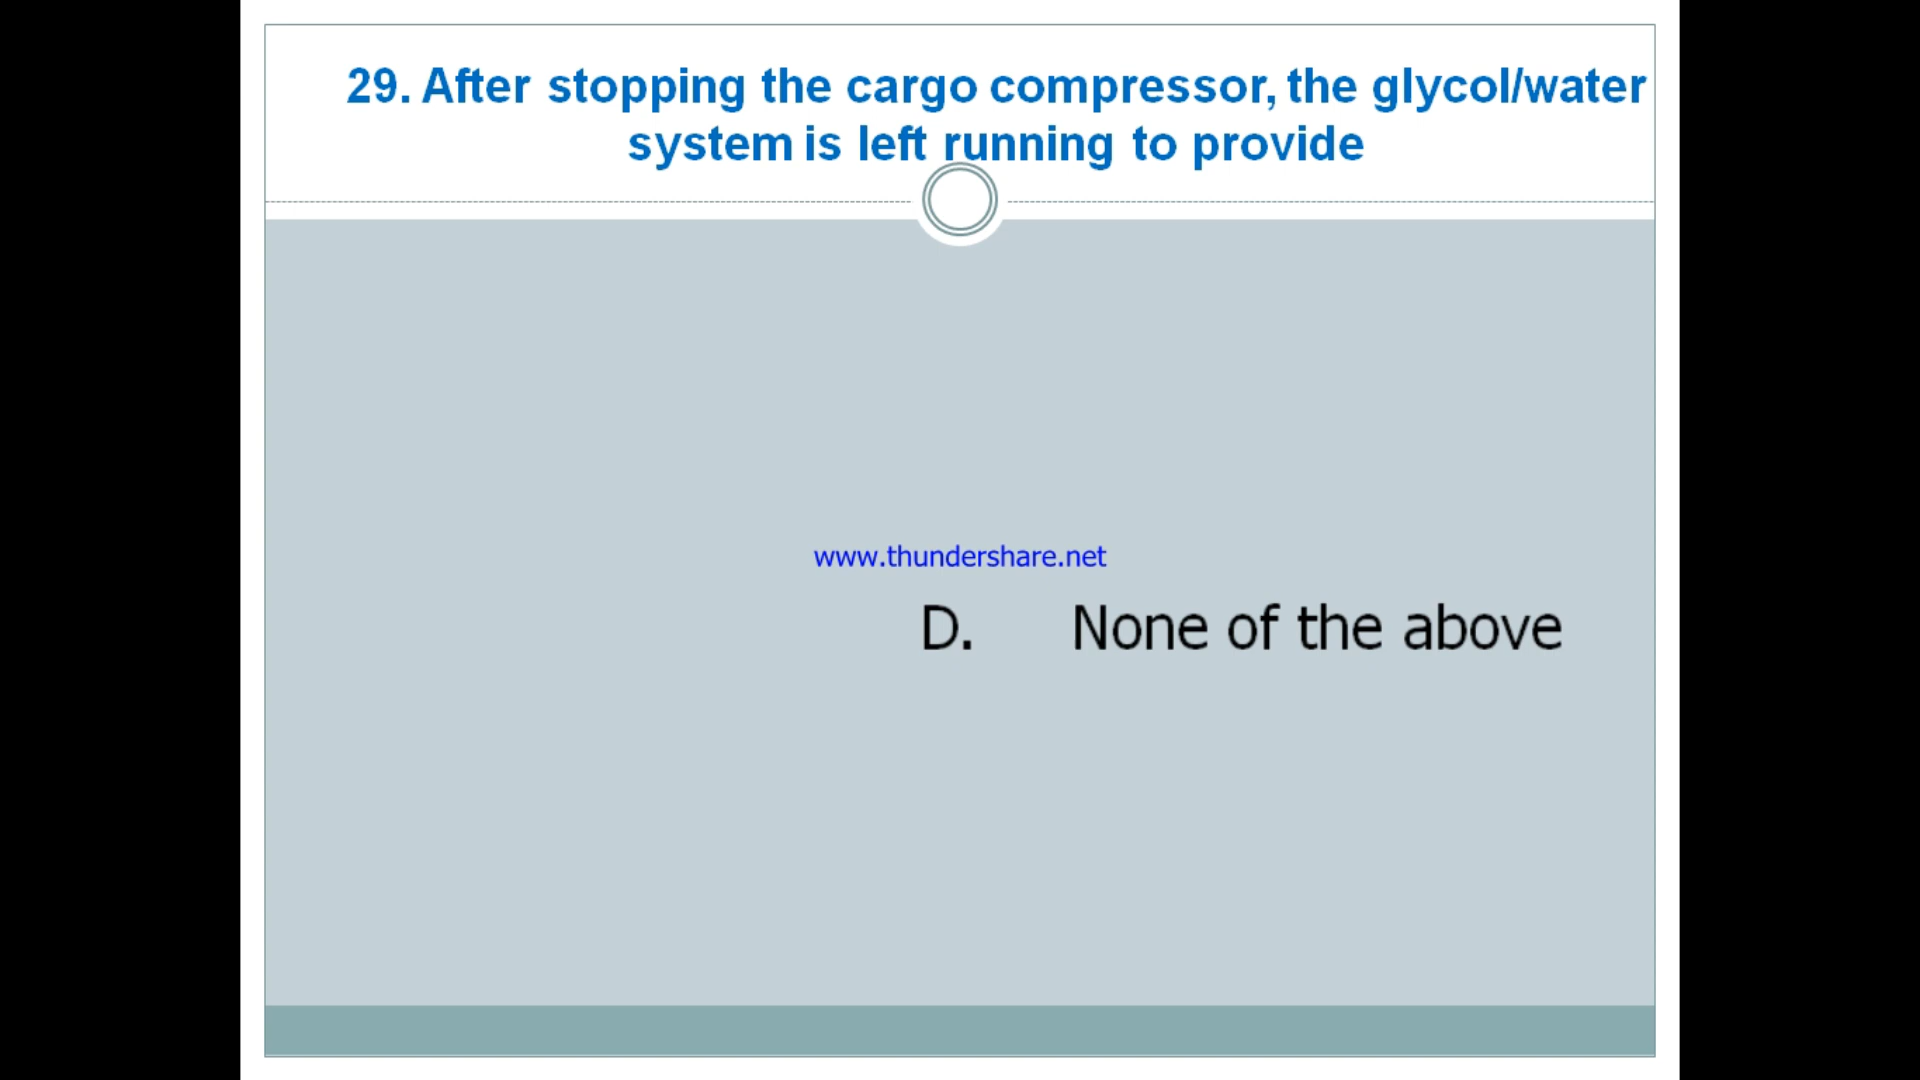 29. After stopping the cargo compressor, the glycol/water
system is left running to provide
www.thundershare.net
D. None of the above